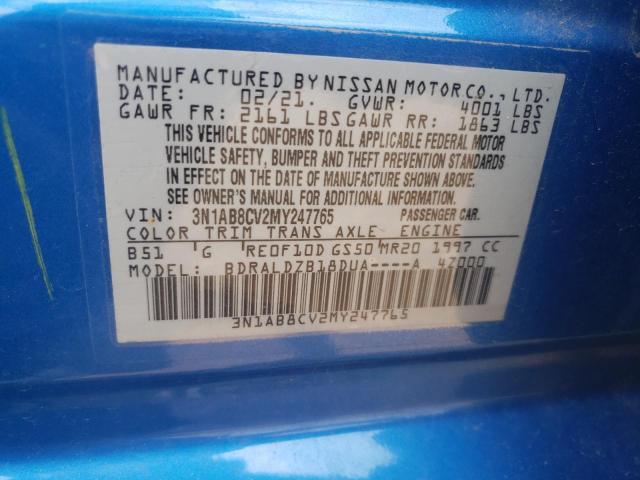 MANUFACTURED BY NISSAN MOTOR CO., LTD.
DATE: 02/21. GVWR: 4001 LBS
GAWR FR: 2161 LBS GAWR RR: 1863 LBS
THIS VEHICLE CONFORMS TO ALL APPLICABLE FEDERAL MOTOR
VEHICLE SAFETY, BUMPER AND THEFT PREVENTION STANDARDS
IN EFFECT ON THE DATE OF MANUFACTURE SHOWN ABOVE.
SEE OWNER'S MANUAL FOR ADDITIONAL INFORMATION.
VIN: 3N1AB8CV2MY247765 PASSENGER CAR.
COLOR TRIM TRANS AXLE ENGINE
B51 G RE0F10D GS50 MR20 1997 CC
MODEL: BDRALDZB18DUA----A 4Z000
3N1AB8CV2MY247765